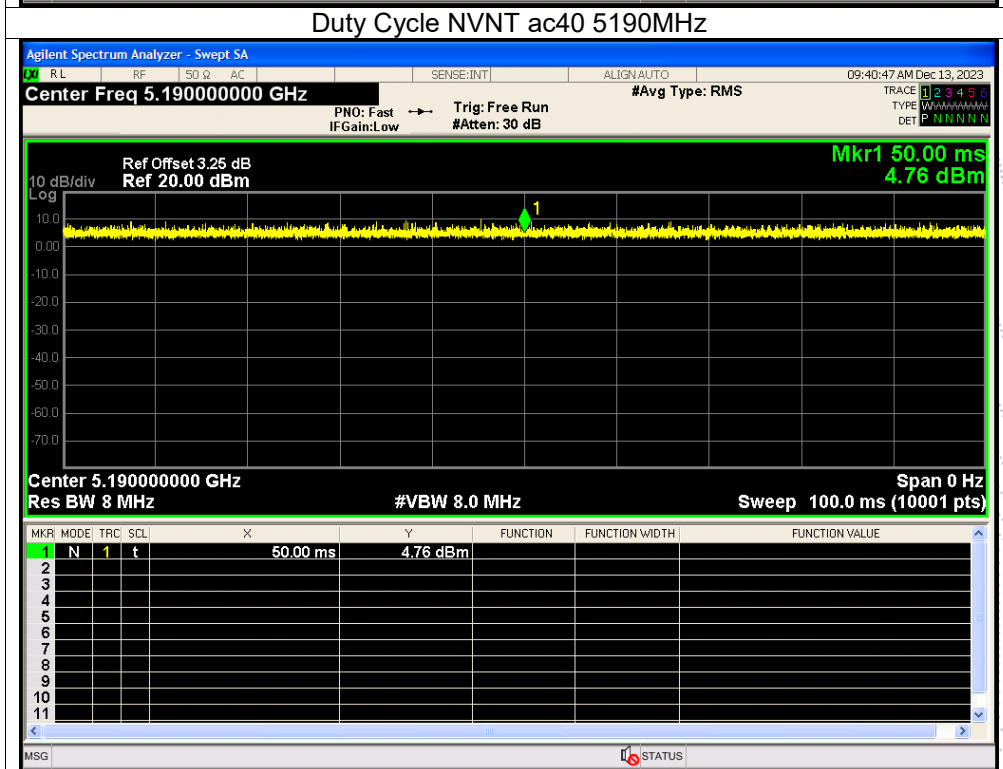 Duty Cycle NVNT ac40 5190MHz
Agilent Spectrum Analyzer - Swept SA
LXI RL RF 50 Ω AC SENSE:INT ALIGNAUTO 09:40:47 AM Dec 13, 2023
Center Freq 5.190000000 GHz #Avg Type: RMS TRACE 1 2 3 4 5 6
PNO: Fast Trig: Free Run TYPE WWWWWW
IFGain:Low #Atten: 30 dB DET P N N N N N
Mkr1 50.00 ms
Ref Offset 3.25 dB
10 dB/div Ref 20.00 dBm 4.76 dBm
Log
1
10.0
0.00
-10.0
-20.0
-30.0
-40.0
-50.0
-60.0
-70.0
Center 5.190000000 GHz Span 0 Hz
Res BW 8 MHz #VBW 8.0 MHz Sweep 100.0 ms (10001 pts)
MKR MODE TRC SCL X Y FUNCTION FUNCTION WIDTH FUNCTION VALUE
1 N 1 t 50.00 ms 4.76 dBm
2
3
4
5
6
7
8
9
10
11
MSG STATUS